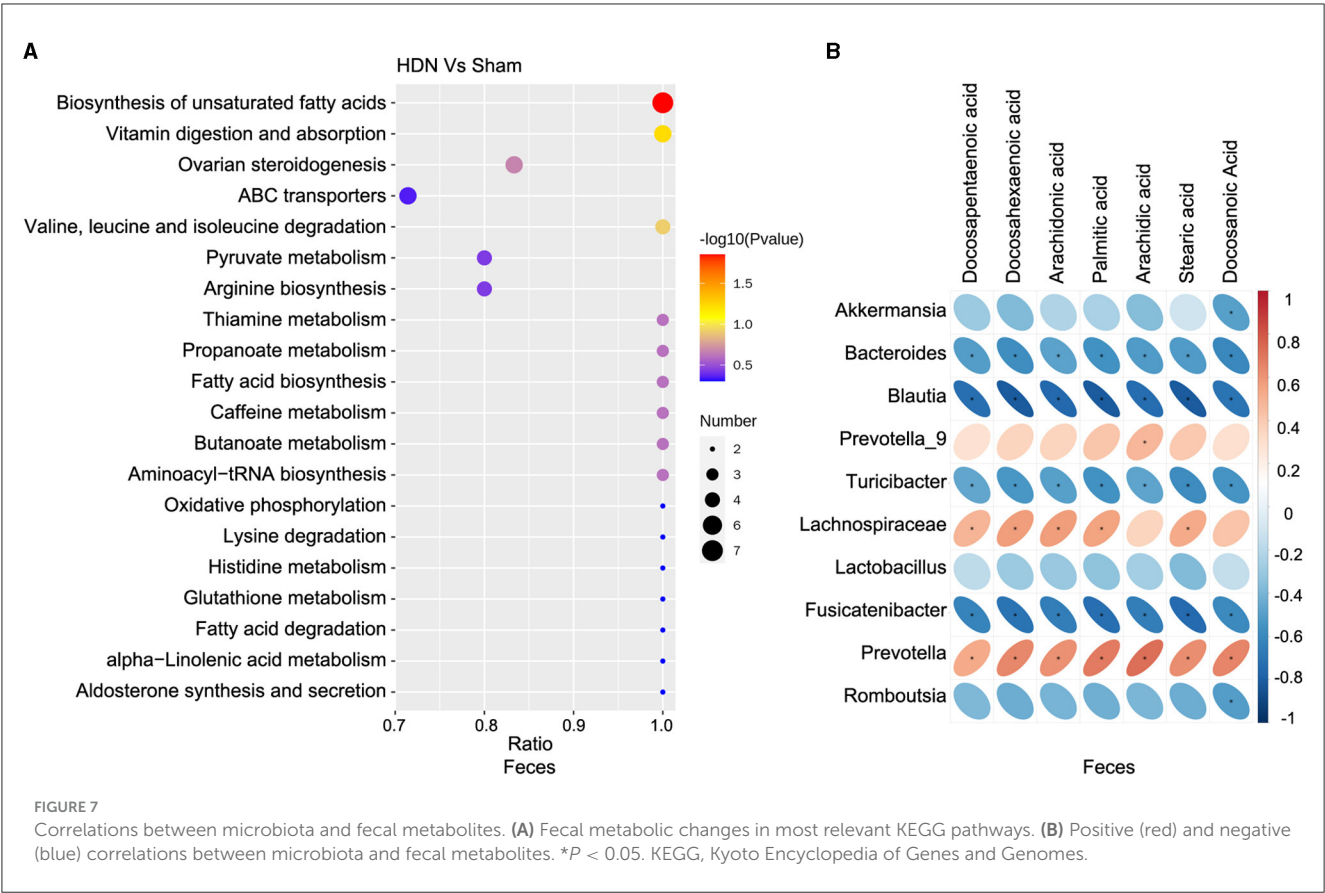 A
HDN Vs Sham
Biosynthesis of unsaturated fatty acids
Vitamin digestion and absorption
Ovarian steroidogenesis
ABC transporters
Valine, leucine and isoleucine degradation
Pyruvate metabolism
Arginine biosynthesis
Thiamine metabolism
Propanoate metabolism
Fatty acid biosynthesis
Caffeine metabolism
Butanoate metabolism
Aminoacyl−tRNA biosynthesis
Oxidative phosphorylation
Lysine degradation
Histidine metabolism
Glutathione metabolism
Fatty acid degradation
alpha−Linolenic acid metabolism
Aldosterone synthesis and secretion
0.7 0.8 0.9 1.0
Ratio
Feces
-log10(Pvalue)
1.5
1.0
0.5
Number
2
3
4
6
7
B
Docosapentaenoic acid
Docosahexaenoic acid
Arachidonic acid
Palmitic acid
Arachidic acid
Stearic acid
Docosanoic Acid
Akkermansia
Bacteroides
Blautia
Prevotella_9
Turicibacter
Lachnospiraceae
Lactobacillus
Fusicatenibacter
Prevotella
Romboutsia
1
0.8
0.6
0.4
0.2
0
-0.2
-0.4
-0.6
-0.8
-1
Feces
FIGURE 7
Correlations between microbiota and fecal metabolites. (A) Fecal metabolic changes in most relevant KEGG pathways. (B) Positive (red) and negative
(blue) correlations between microbiota and fecal metabolites. *P < 0.05. KEGG, Kyoto Encyclopedia of Genes and Genomes.